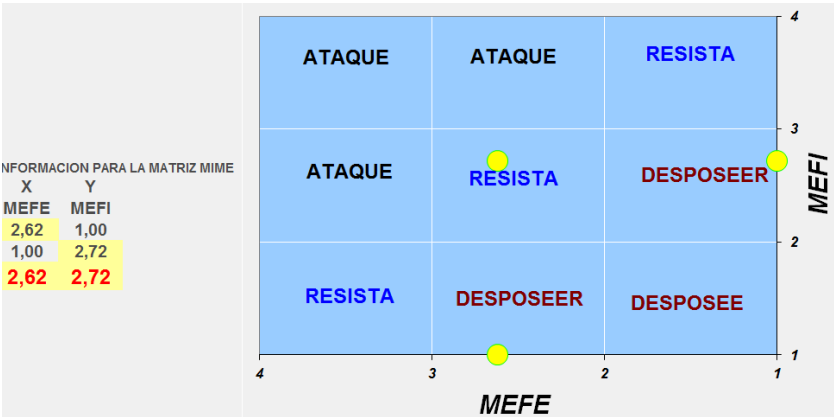 4
ATAQUE
ATAQUE
RESISTA
3
NFORMACION PARA LA MATRIZ MIME
X Y
MEFE MEFI
2,62 1,00
1,00 2,72
2,62 2,72
ATAQUE
RESISTA
DESPOSEER
MEFI
2
RESISTA
DESPOSEER
DESPOSEE
1
4 3 2 1
MEFE